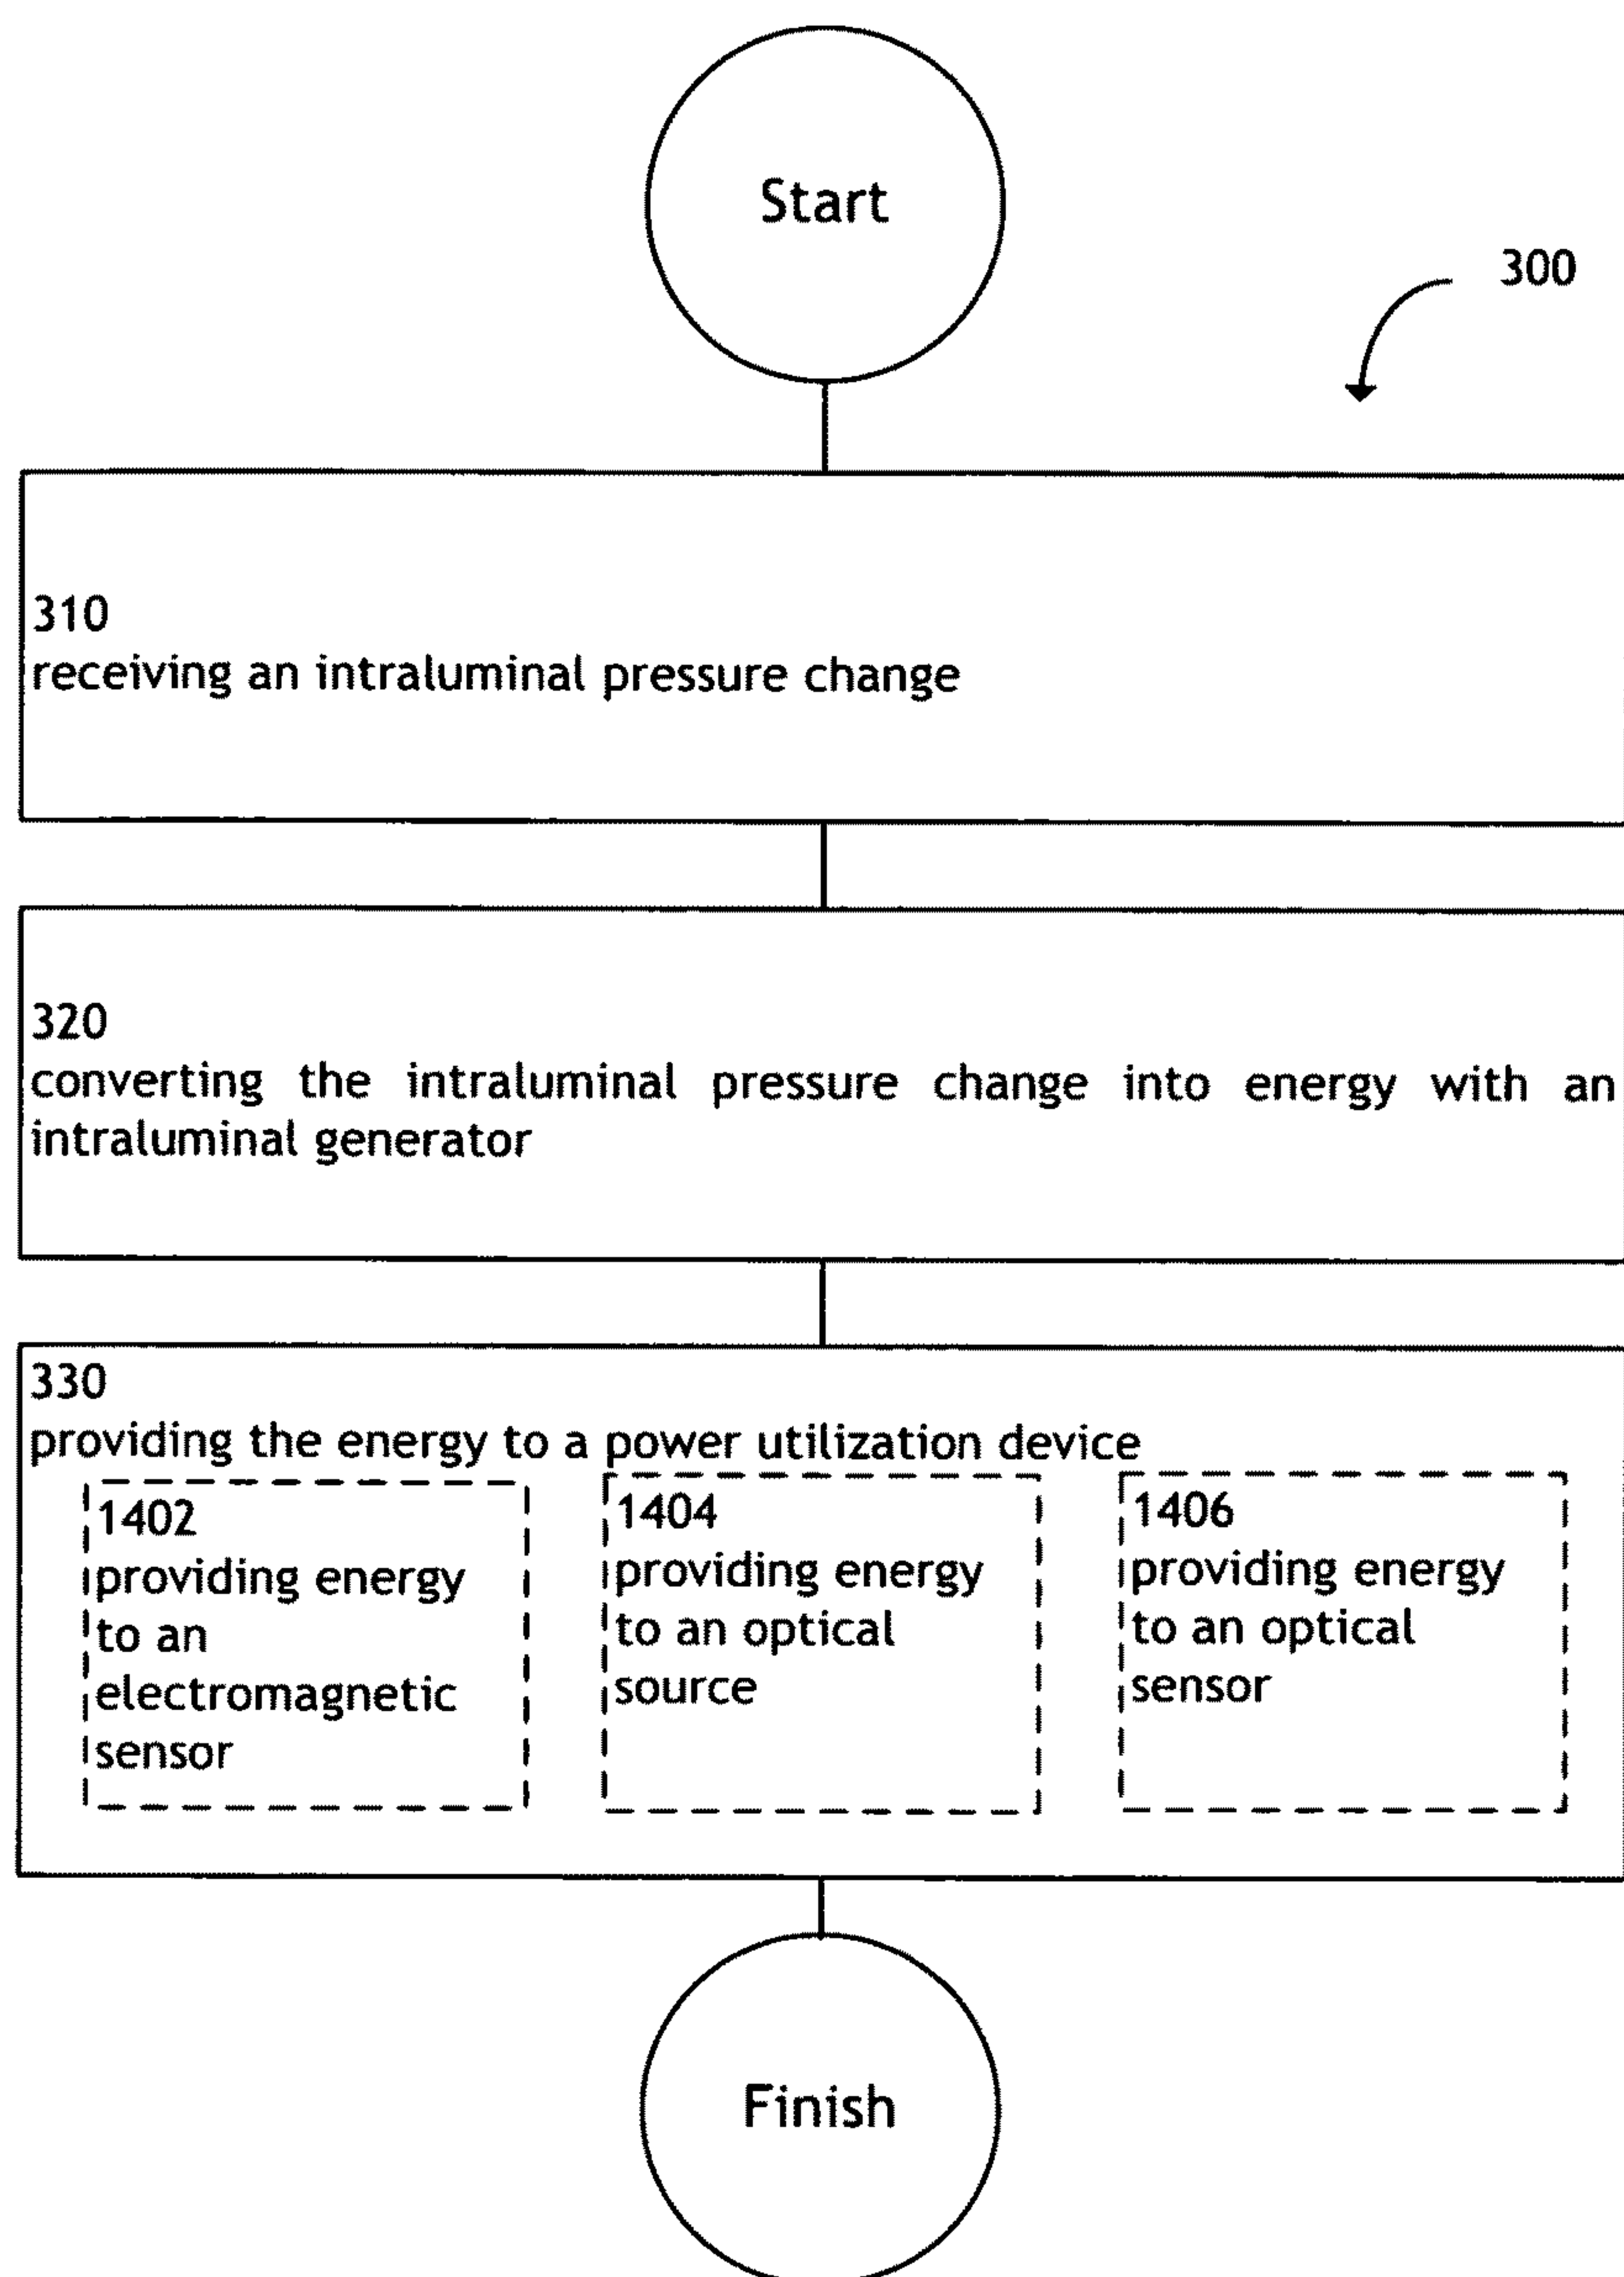 Start
300
310
receiving an intraluminal pressure change
320
converting the intraluminal pressure change into energy with an
intraluminal generator
330
providing the energy to a power utilization device
1402
providing energy
to an
electromagnetic
sensor
1404
providing energy
to an optical
source
1406
providing energy
to an optical
sensor
Finish